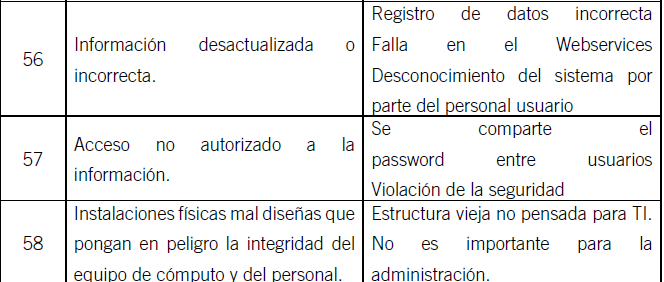 56
Información desactualizada o
incorrecta.
Registro de datos incorrecta
Falla en el Webservices
Desconocimiento del sistema por
parte del personal usuario
57
Acceso no autorizado a la
información.
Se comparte el
password entre usuarios
Violación de la seguridad
58
Instalaciones físicas mal diseñas que
pongan en peligro la integridad del
equipo de cómputo y del personal.
Estructura vieja no pensada para TI.
No es importante para la
administración.